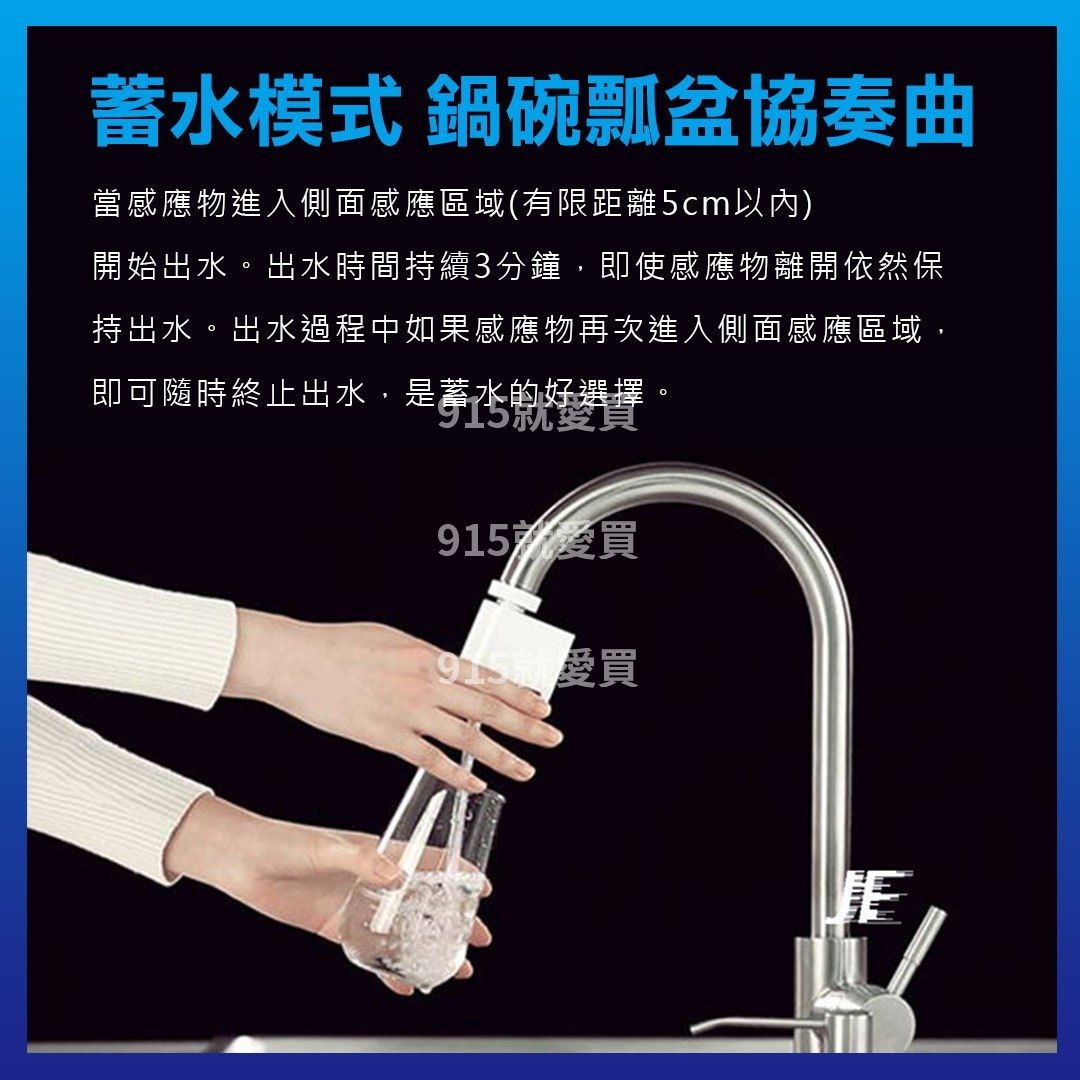 蓄水模式 鍋碗瓢盆協奏曲
當感應物進入側面感應區域(有限距離5cm以內)
開始出水。出水時間持續3分鐘，即使感應物離開依然保
持出水。出水過程中如果感應物再次進入側面感應區域，
即可隨時終止出水，是蓄水的好選擇。
915就愛買
915就愛買
915就愛買
JE